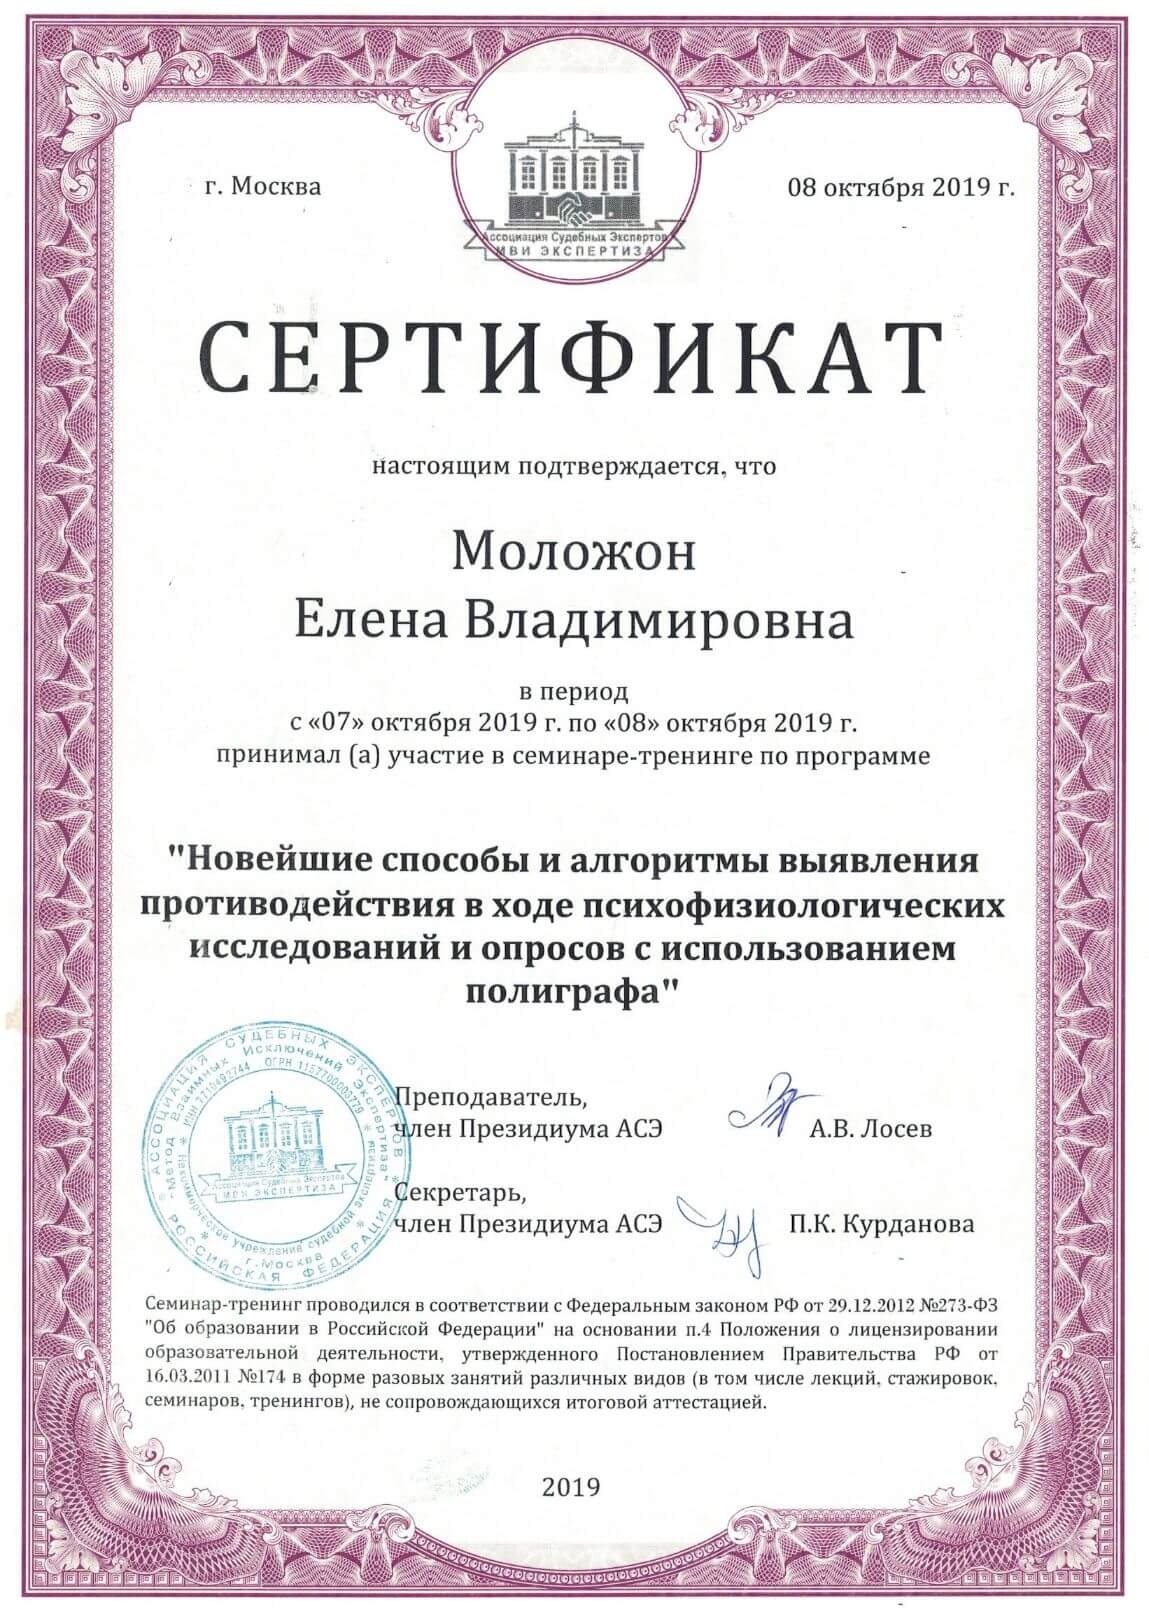 г. Москва
08 октября 2019 г.
Ассоциация Судебных Экспертов
МВИ ЭКСПЕРТИЗА
СЕРТИФИКАТ
настоящим подтверждается, что
Моложон
Елена Владимировна
в период
с «07» октября 2019 г. по «08» октября 2019 г.
принимал (а) участие в семинаре-тренинге по программе
"Новейшие способы и алгоритмы выявления
противодействия в ходе психофизиологических
исследований и опросов с использованием
полиграфа"
АССОЦИАЦИЯ СУДЕБНЫХ ЭКСПЕРТОВ
"Метод Взаимных Исключений Экспертиза"
ИНН 7710492744 ОГРН 1157700003779
Некоммерческое учреждение судебной экспертизы
Ассоциация Судебных Экспертов
МВИ ЭКСПЕРТИЗА
г. Москва
РОССИЙСКАЯ ФЕДЕРАЦИЯ
Преподаватель,
член Президиума АСЭ
А.В. Лосев
Секретарь,
член Президиума АСЭ
П.К. Курданова
Семинар-тренинг проводился в соответствии с Федеральным законом РФ от 29.12.2012 №273-ФЗ
"Об образовании в Российской Федерации" на основании п.4 Положения о лицензировании
образовательной деятельности, утвержденного Постановлением Правительства РФ от
16.03.2011 №174 в форме разовых занятий различных видов (в том числе лекций, стажировок,
семинаров, тренингов), не сопровождающихся итоговой аттестацией.
2019